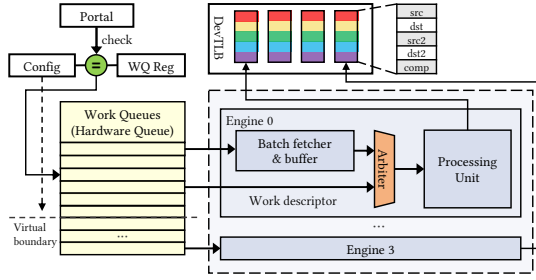 Portal
check
Config
=
WQ Reg
DevTLB
src
dst
src2
dst2
comp
Work Queues
(Hardware Queue)
Engine 0
Batch fetcher
& buffer
Arbiter
Processing
Unit
Work descriptor
Virtual
boundary
...
...
Engine 3